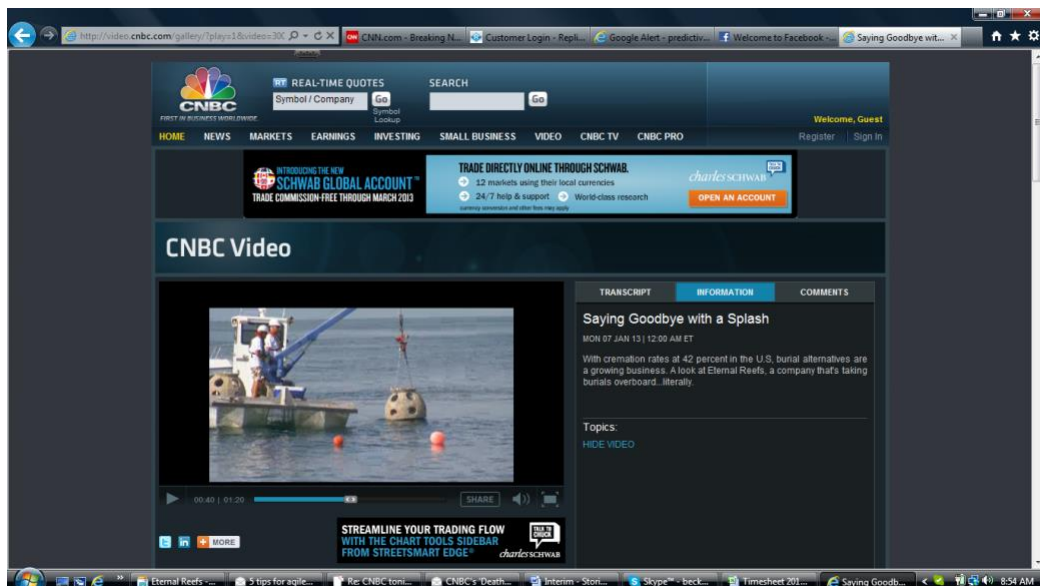 http://video.cnbc.com/gallery/?play=1&video=300
CNN.com - Breaking N...
Customer Login - Repli...
Google Alert - predictiv...
Welcome to Facebook -...
Saying Goodbye wit...
CNBC
FIRST IN BUSINESS WORLDWIDE
RT REAL-TIME QUOTES
SEARCH
Symbol / Company
Go
Go
Symbol
Lookup
Welcome, Guest
HOME NEWS MARKETS EARNINGS INVESTING SMALL BUSINESS VIDEO CNBC TV CNBC PRO
Register | Sign In
INTRODUCING THE NEW
SCHWAB GLOBAL ACCOUNT™
TRADE COMMISSION-FREE THROUGH MARCH 2013
TRADE DIRECTLY ONLINE THROUGH SCHWAB.
12 markets using their local currencies
24/7 help & support World-class research
currency conversion and other fees may apply
charles SCHWAB
OPEN AN ACCOUNT
CNBC Video
TRANSCRIPT INFORMATION COMMENTS
Saying Goodbye with a Splash
MON 07 JAN 13 | 12:00 AM ET
With cremation rates at 42 percent in the U.S, burial alternatives are
a growing business. A look at Eternal Reefs, a company that's taking
burials overboard...literally.
Topics:
HIDE VIDEO
00:40 | 01:20
SHARE
MORE
STREAMLINE YOUR TRADING FLOW
WITH THE CHART TOOLS SIDEBAR
FROM STREETSMART EDGE®
TALK TO
CHUCK
charles SCHWAB
Eternal Reefs -...
5 tips for agile...
Re: CNBC toni...
CNBC's 'Death...
Interim - Stori...
Skype™ - beck...
Timesheet 201...
Saying Goodb...
8:54 AM